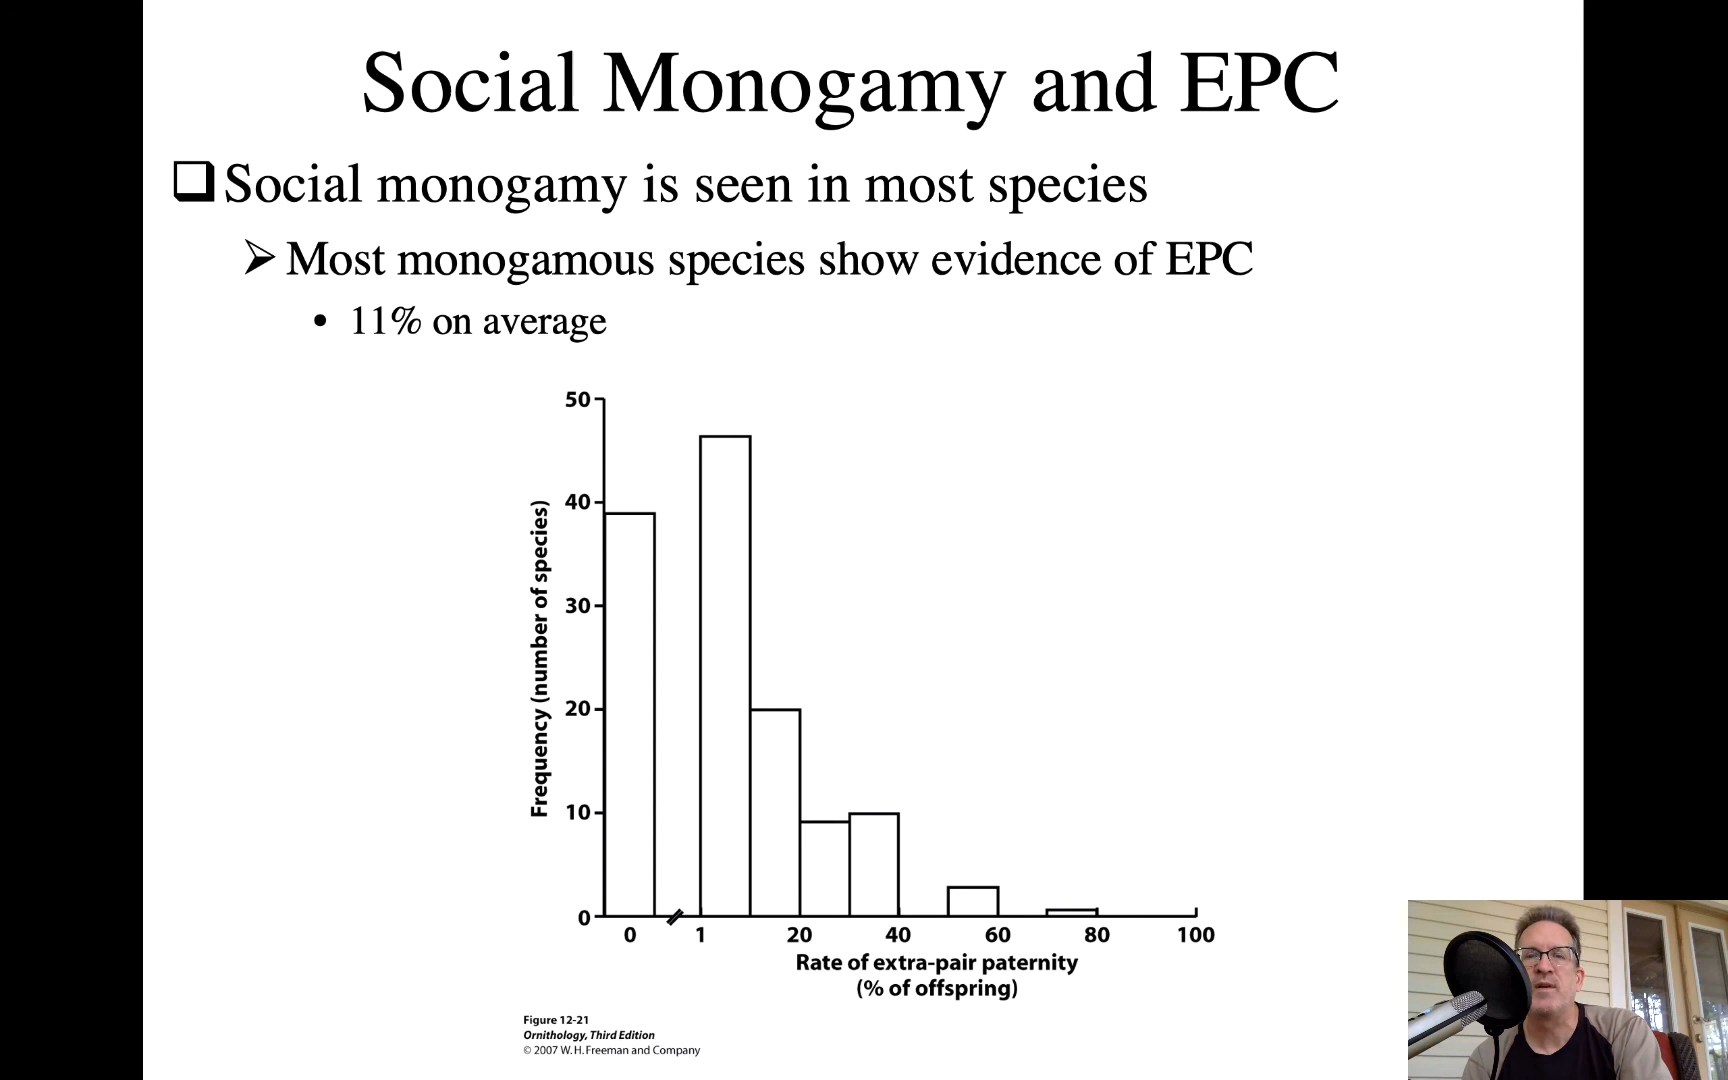 Social Monogamy and EPC
Social monogamy is seen in most species
Most monogamous species show evidence of EPC
• 11% on average
50
40
30
20
10
0
Frequency (number of species)
0 1 20 40 60 80 100
Rate of extra-pair paternity
(% of offspring)
Figure 12-21
Ornithology, Third Edition
© 2007 W. H. Freeman and Company